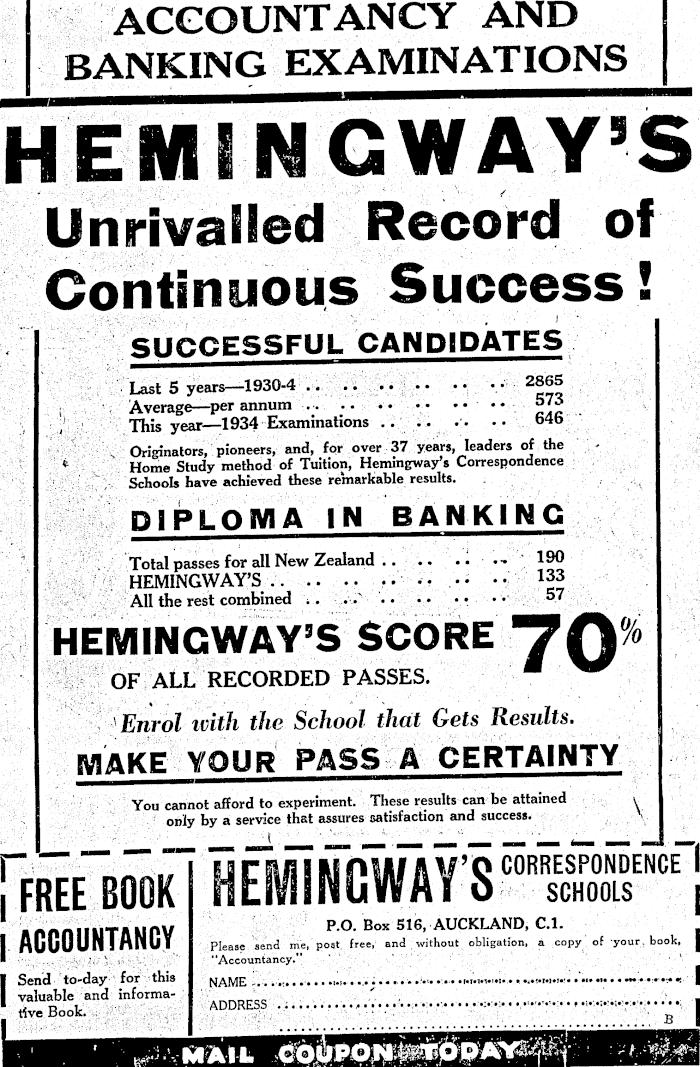 ACCOUNTANCY AND
BANKING EXAMINATIONS
HEMINGWAY'S
Unrivalled Record of
Continuous Success!
SUCCESSFUL CANDIDATES
Last 5 years—1930-4 .. .. .. .. .. .. 2865
Average—per annum .. .. .. .. .. .. 573
This year—1934 Examinations .. .. .. .. 646
Originators, pioneers, and, for over 37 years, leaders of the
Home Study method of Tuition, Hemingway's Correspondence
Schools have achieved these remarkable results.
DIPLOMA IN BANKING
Total passes for all New Zealand .. .. .. .. 190
HEMINGWAY'S .. .. .. .. .. .. .. 133
All the rest combined .. .. .. .. .. .. 57
HEMINGWAY'S SCORE 70%
OF ALL RECORDED PASSES.
Enrol with the School that Gets Results.
MAKE YOUR PASS A CERTAINTY
You cannot afford to experiment. These results can be attained
only by a service that assures satisfaction and success.
FREE BOOK
ACCOUNTANCY
Send to-day for this
valuable and informa-
tive Book.
HEMINGWAY'S CORRESPONDENCE
SCHOOLS
P.O. Box 516, AUCKLAND, C.1.
Please send me, post free, and without obligation, a copy of your book,
"Accountancy."
NAME
ADDRESS
B
MAIL COUPON TODAY